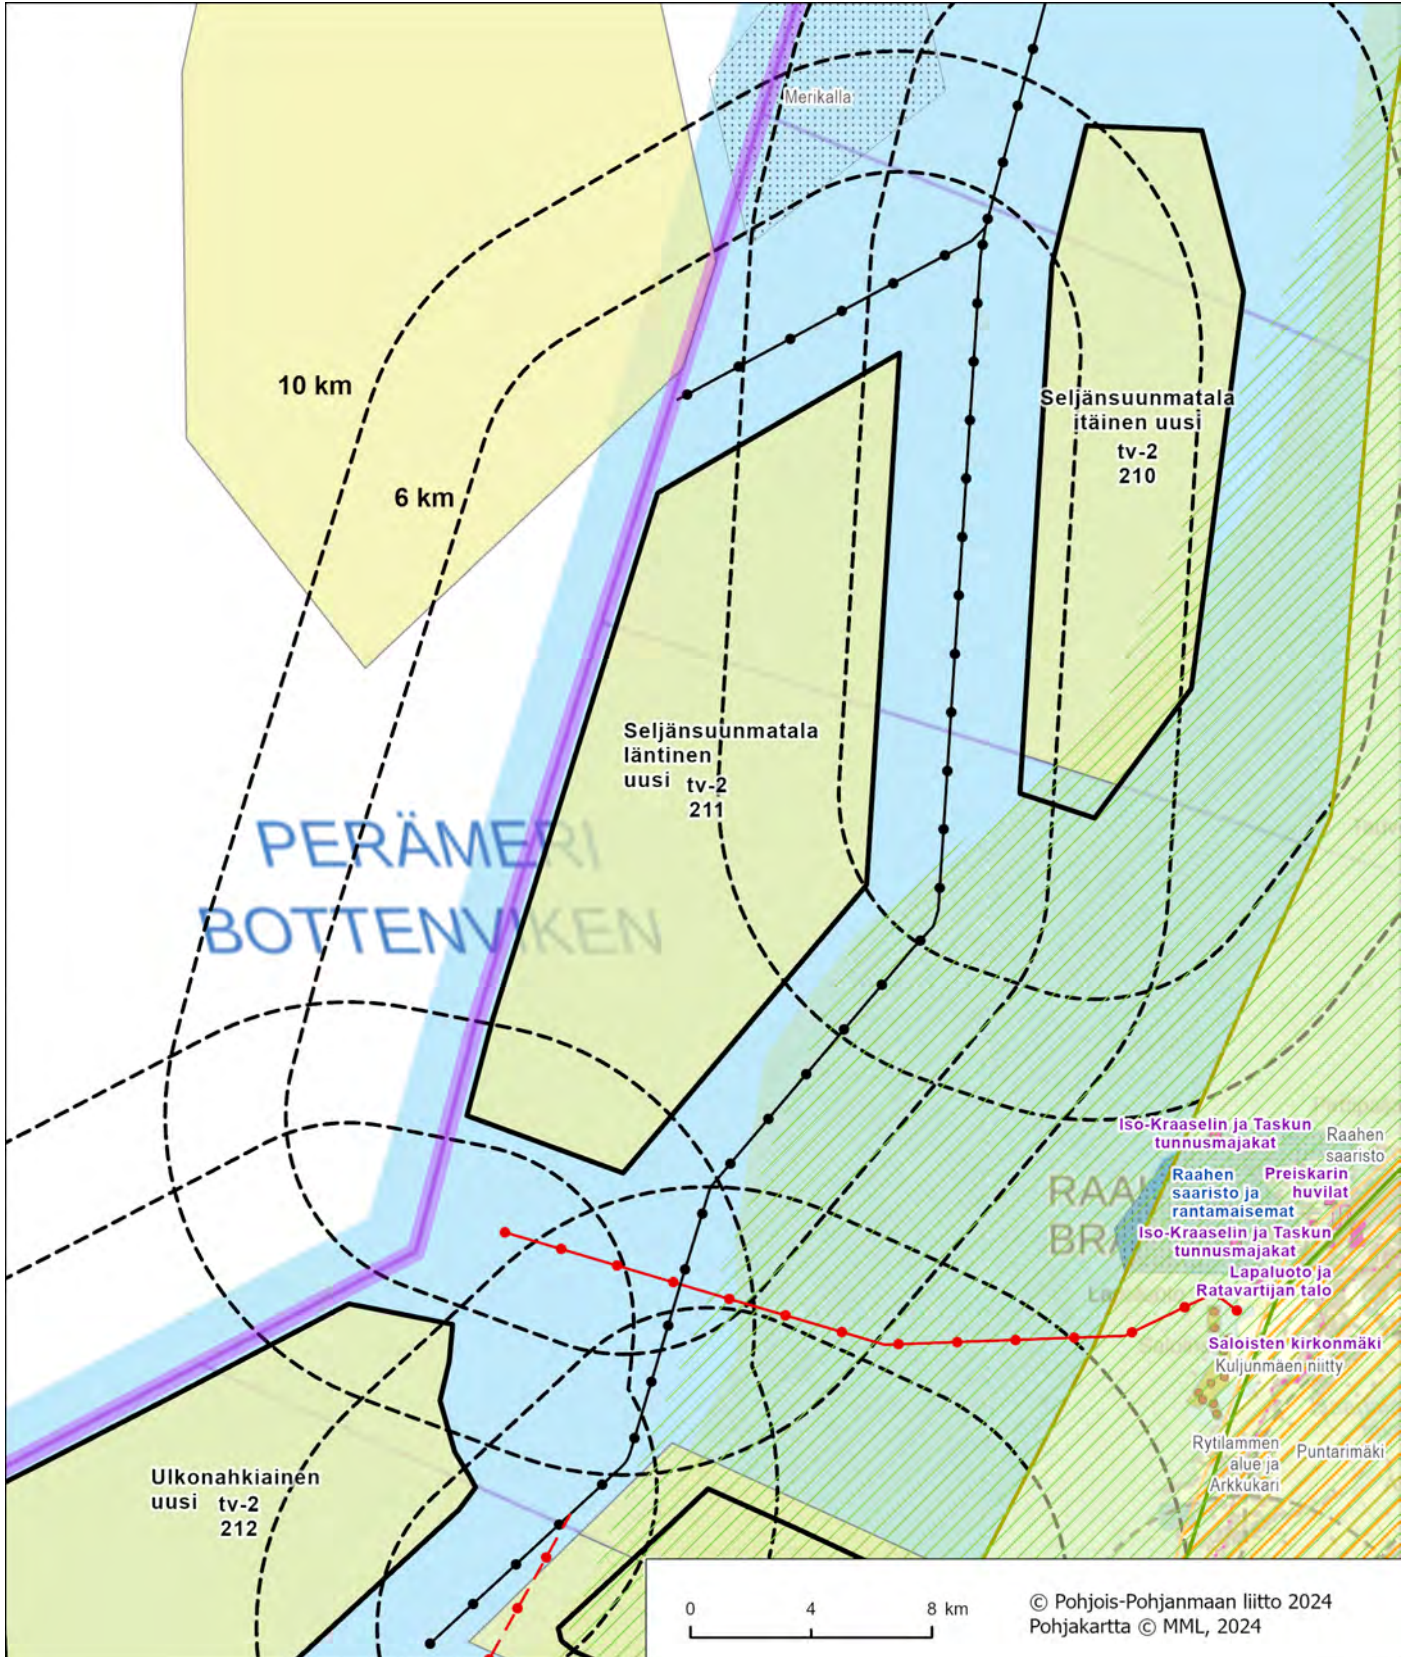 Merikalla
10 km
6 km
Seljänsuunmatala
itäinen uusi
tv-2
210
Seljänsuunmatala
läntinen
uusi tv-2
211
PERÄMERI
BOTTENVIKEN
Iso-Kraaselin ja Taskun
tunnusmajakat
Raahen
saaristo
RAA
BRA
Raahen
saaristo ja
rantamaisemat
Preiskarin
huvilat
Iso-Kraaselin ja Taskun
tunnusmajakat
Lapaluoto ja
Ratavartijan talo
Saloisten kirkonmäki
Kuljunmäen niitty
Rytilammen
alue ja
Arkkukari
Puntarimäki
Ulkonahkiainen
uusi tv-2
212
0 4 8 km
© Pohjois-Pohjanmaan liitto 2024
Pohjakartta © MML, 2024